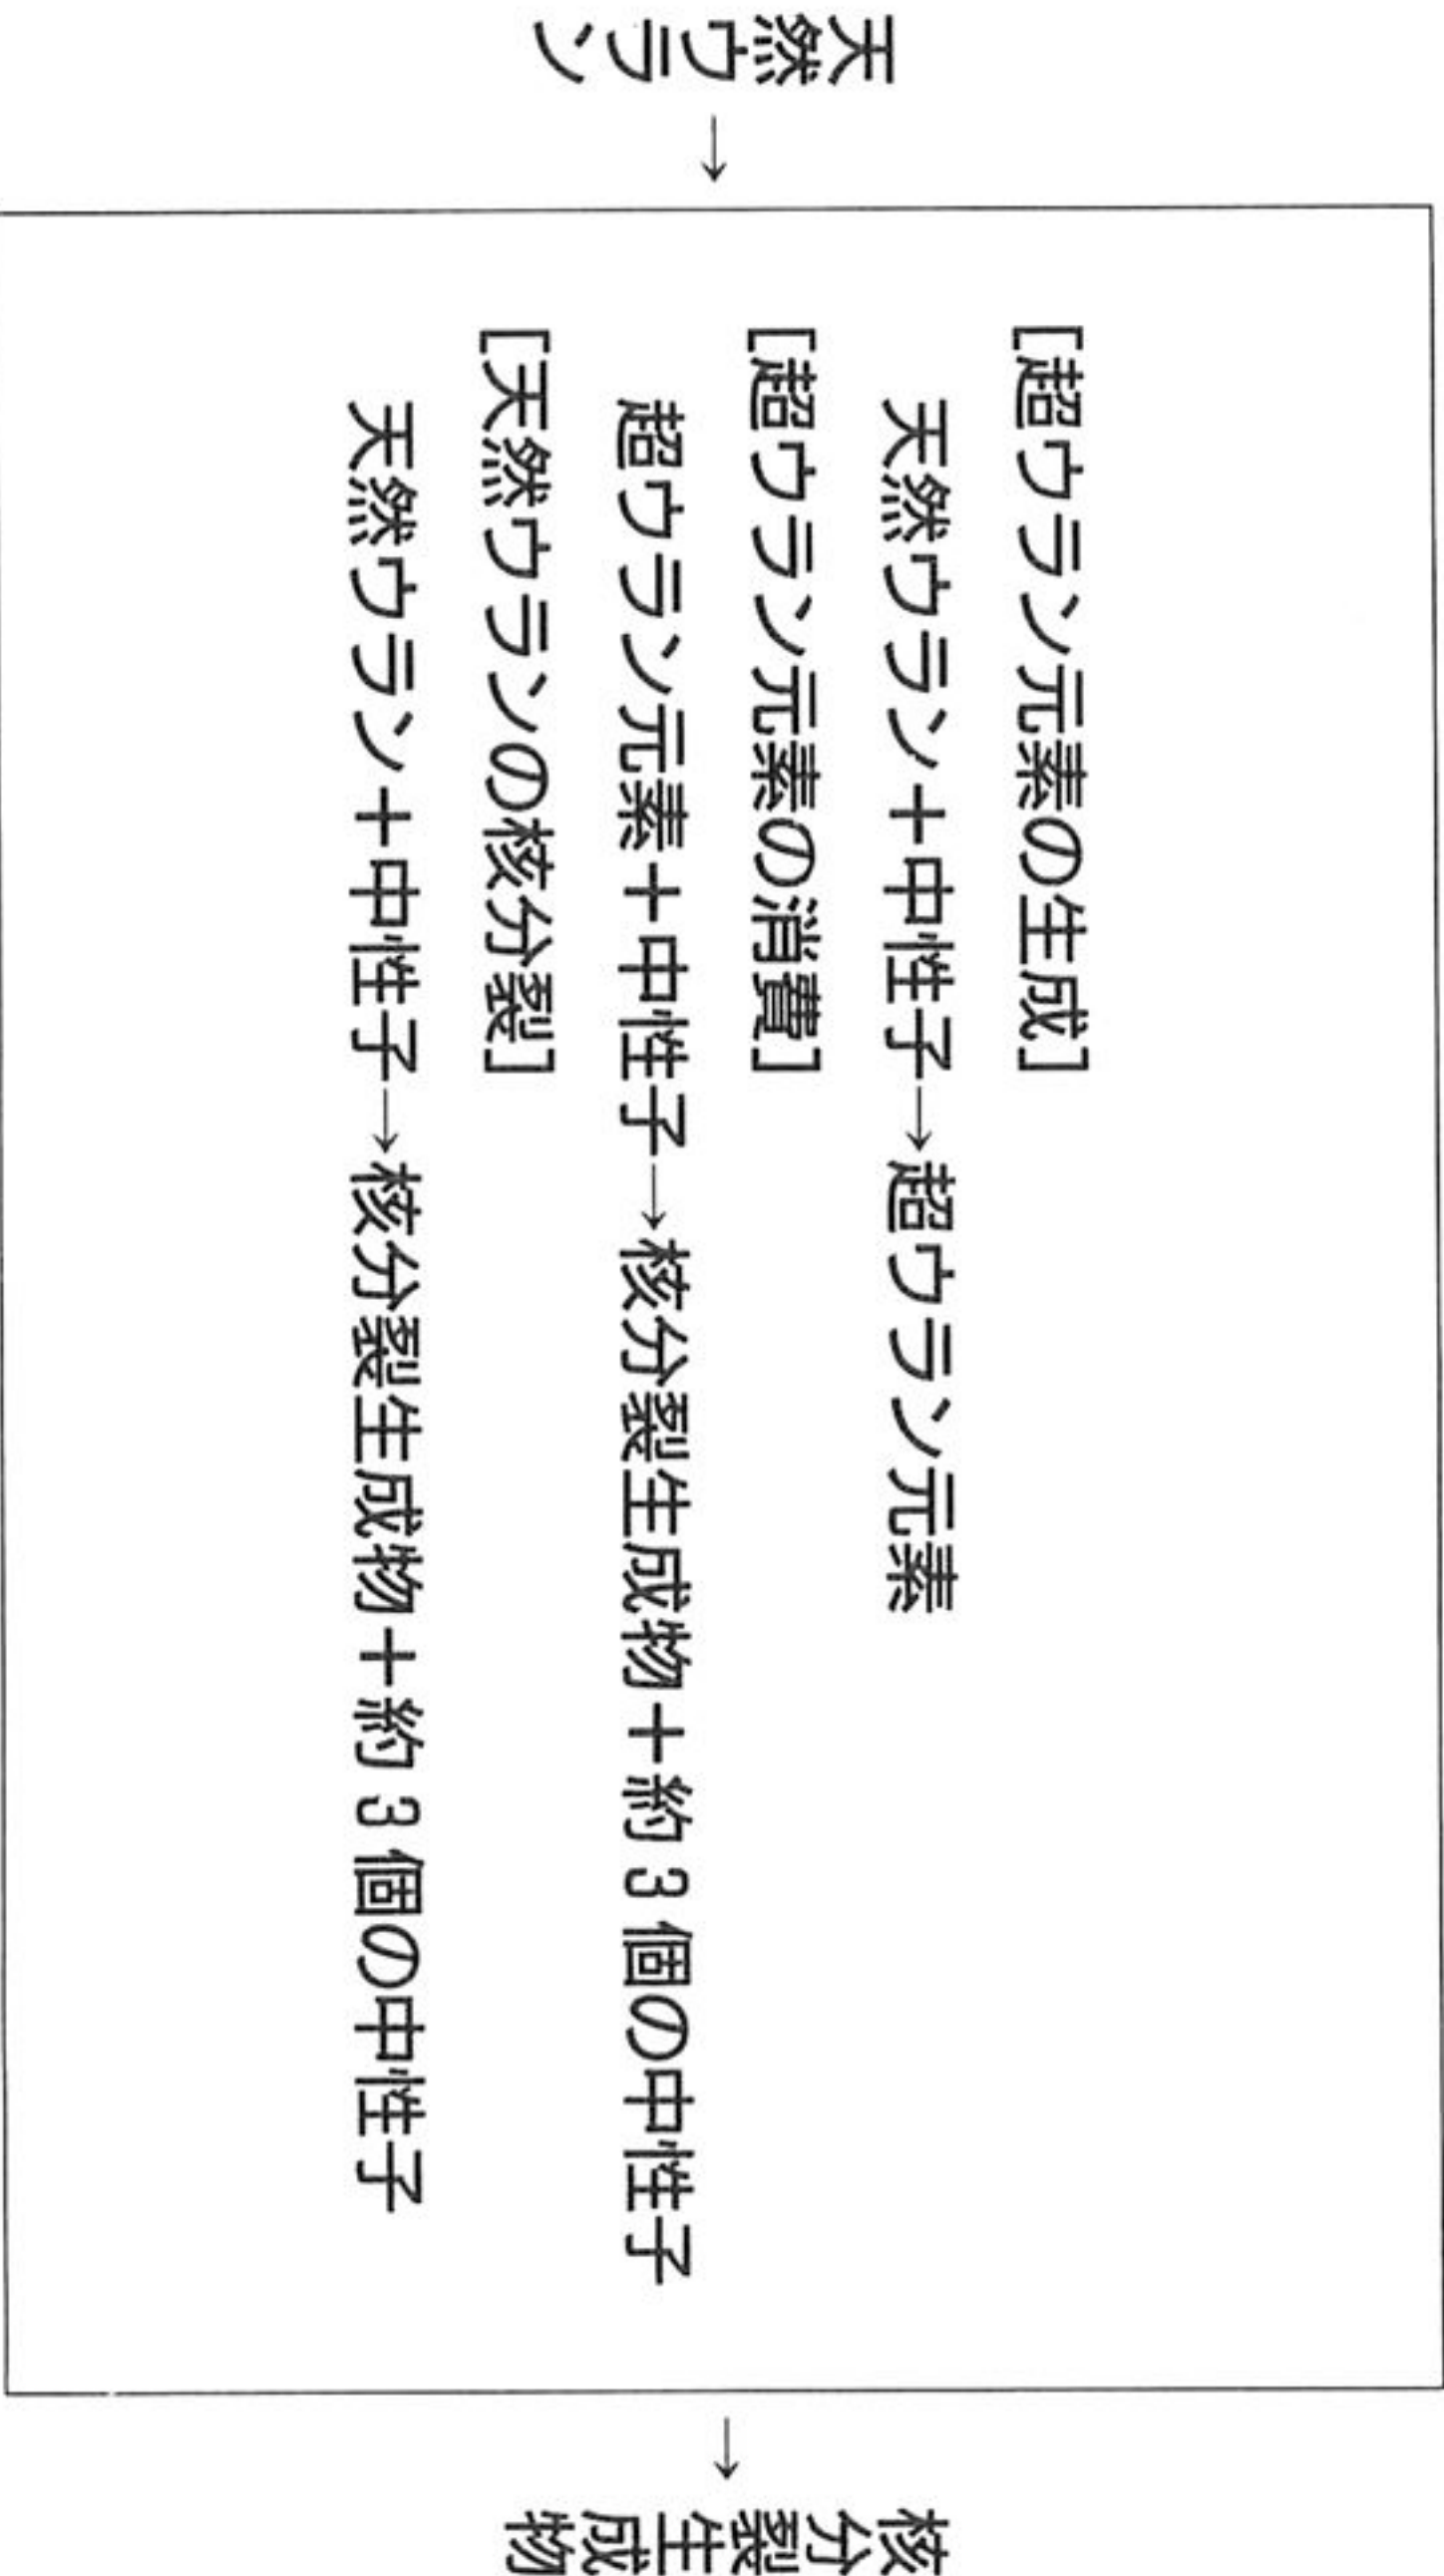 天然ウラン
→
[超ウラン元素の生成]
天然ウラン＋中性子→超ウラン元素
[超ウラン元素の消費]
超ウラン元素＋中性子→核分裂生成物＋約 3 個の中性子
[天然ウランの核分裂]
天然ウラン＋中性子→核分裂生成物＋約 3 個の中性子
→
核分裂生成物